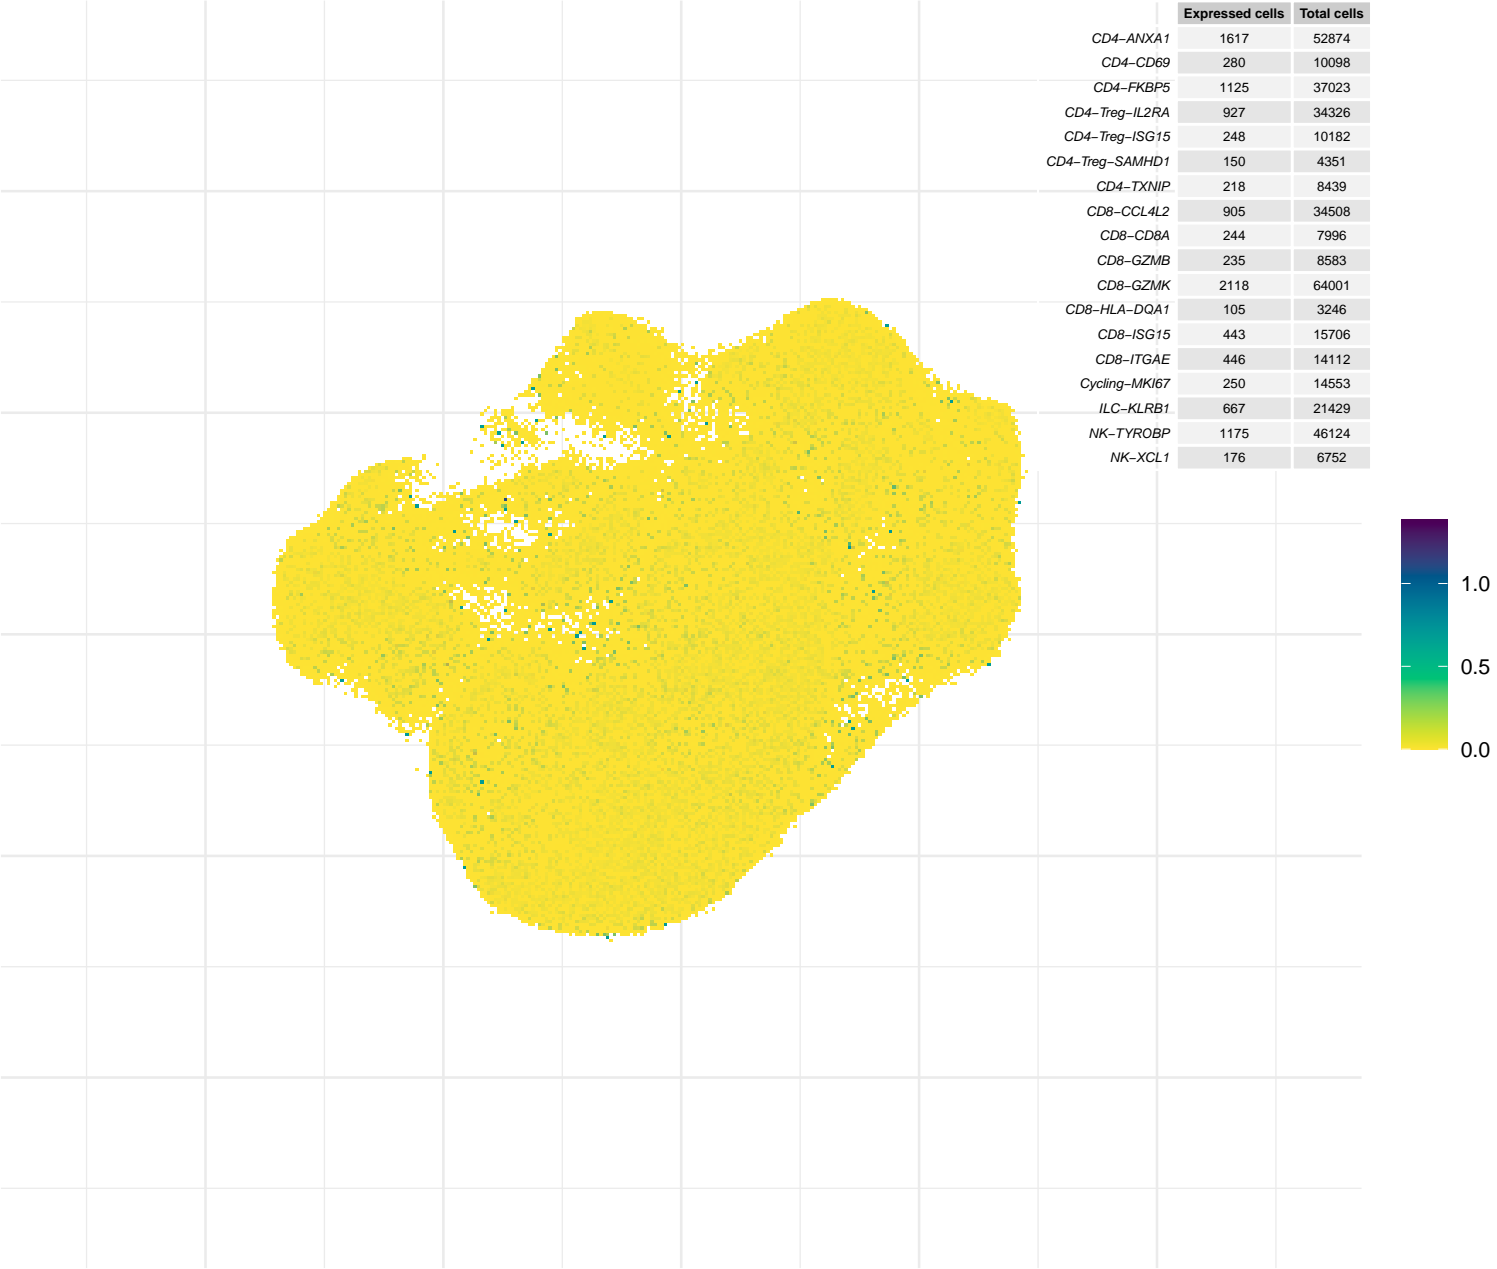 Expressed cells Total cells
CD4−ANXA1 1617 52874
CD4−CD69 280 10098
CD4−FKBP5 1125 37023
CD4−Treg−IL2RA 927 34326
CD4−Treg−ISG15 248 10182
CD4−Treg−SAMHD1 150 4351
CD4−TXNIP 218 8439
CD8−CCL4L2 905 34508
CD8−CD8A 244 7996
CD8−GZMB 235 8583
CD8−GZMK 2118 64001
CD8−HLA−DQA1 105 3246
CD8−ISG15 443 15706
CD8−ITGAE 446 14112
Cycling−MKI67 250 14553
ILC−KLRB1 667 21429
NK−TYROBP 1175 46124
NK−XCL1 176 6752
1.0
0.5
0.0